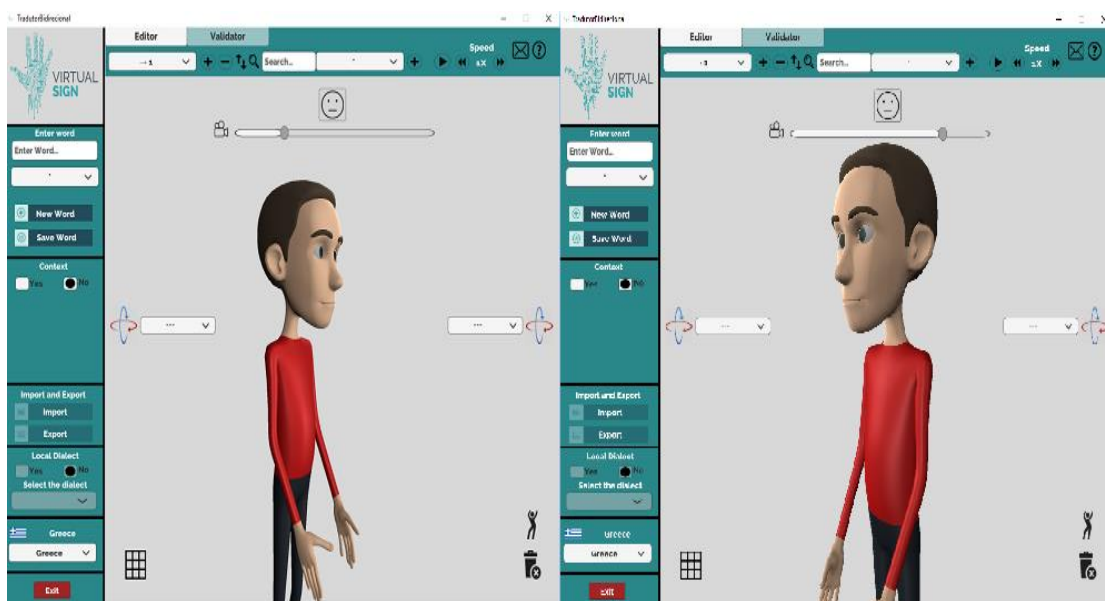 TradutorBidirecional
Editor
Validator
VIRTUAL
SIGN
Search...
Speed
1X
Enter word
Enter Word...
New Word
Save Word
Context
Yes
No
Import and Export
Import
Export
Local Dialect
Yes
No
Select the dialect
Greece
Greece
Exit
TradutorBidirecional
Editor
Validator
VIRTUAL
SIGN
Search...
Speed
1X
Enter word
Enter Word...
New Word
Save Word
Context
Yes
No
Import and Export
Import
Export
Local Dialect
Yes
No
Select the dialect
Greece
Greece
Exit